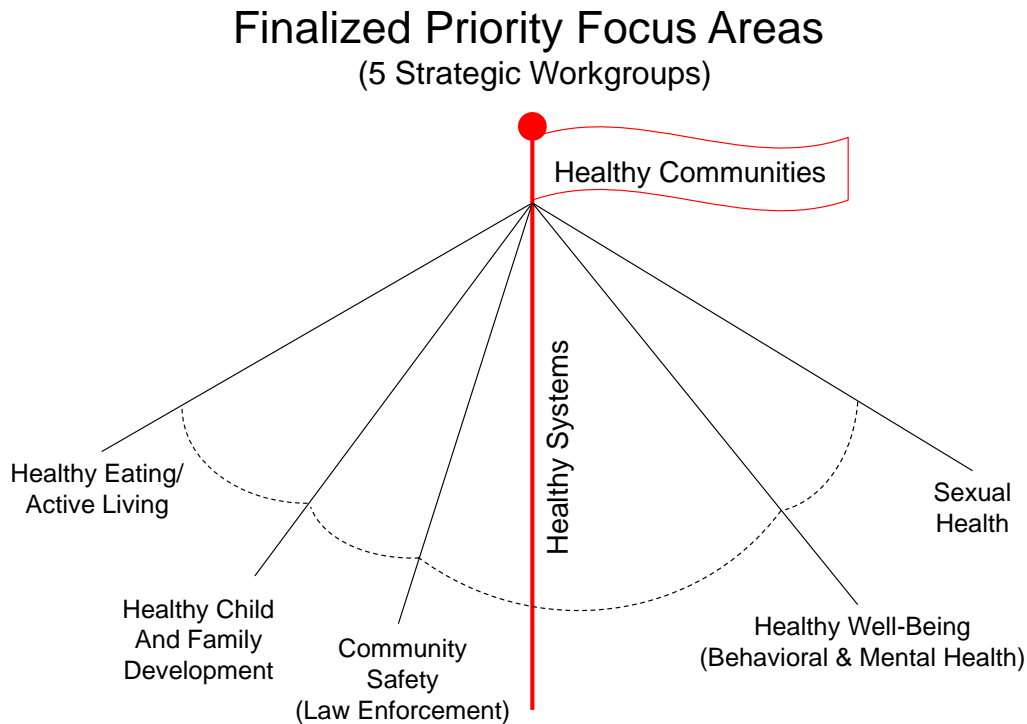 Finalized Priority Focus Areas
(5 Strategic Workgroups)
Healthy Communities
Healthy Systems
Healthy Eating/
Active Living
Healthy Child
And Family
Development
Community
Safety
(Law Enforcement)
Healthy Well-Being
(Behavioral & Mental Health)
Sexual
Health